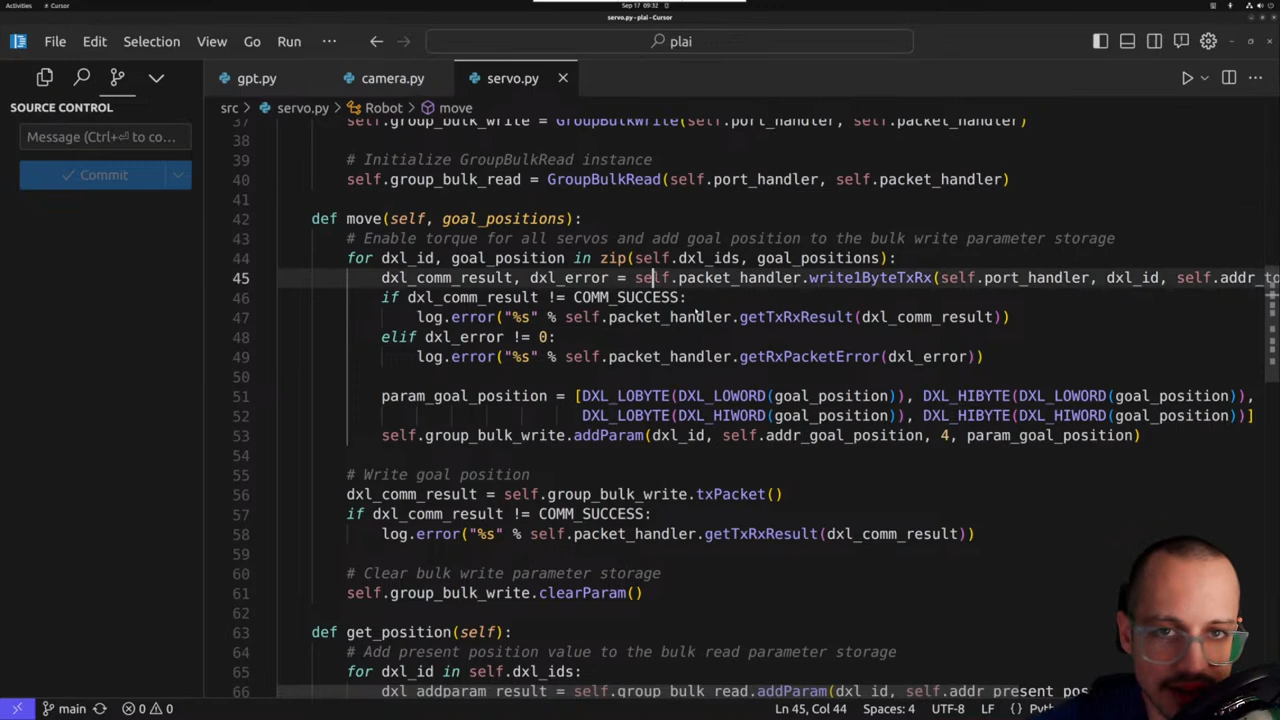 Activities Cursor Sep 17 09:32
servo.py - plai - Cursor
File Edit Selection View Go Run ··· plai
gpt.py camera.py servo.py
SOURCE CONTROL
src > servo.py > Robot > move
Message (Ctrl+⏎ to co...
Commit
37 self.group_bulk_write = GroupBulkWrite(self.port_handler, self.packet_handler)
38
39 # Initialize GroupBulkRead instance
40 self.group_bulk_read = GroupBulkRead(self.port_handler, self.packet_handler)
41
42 def move(self, goal_positions):
43 # Enable torque for all servos and add goal position to the bulk write parameter storage
44 for dxl_id, goal_position in zip(self.dxl_ids, goal_positions):
45 dxl_comm_result, dxl_error = self.packet_handler.write1ByteTxRx(self.port_handler, dxl_id, self.addr_to
46 if dxl_comm_result != COMM_SUCCESS:
47 log.error("%s" % self.packet_handler.getTxRxResult(dxl_comm_result))
48 elif dxl_error != 0:
49 log.error("%s" % self.packet_handler.getRxPacketError(dxl_error))
50
51 param_goal_position = [DXL_LOBYTE(DXL_LOWORD(goal_position)), DXL_HIBYTE(DXL_LOWORD(goal_position)),
52 DXL_LOBYTE(DXL_HIWORD(goal_position)), DXL_HIBYTE(DXL_HIWORD(goal_position))]
53 self.group_bulk_write.addParam(dxl_id, self.addr_goal_position, 4, param_goal_position)
54
55 # Write goal position
56 dxl_comm_result = self.group_bulk_write.txPacket()
57 if dxl_comm_result != COMM_SUCCESS:
58 log.error("%s" % self.packet_handler.getTxRxResult(dxl_comm_result))
59
60 # Clear bulk write parameter storage
61 self.group_bulk_write.clearParam()
62
63 def get_position(self):
64 # Add present position value to the bulk read parameter storage
65 for dxl_id in self.dxl_ids:
66 dxl_addparam_result = self.group_bulk_read.addParam(dxl_id, self.addr_present_pos
main 0 0 Ln 45, Col 44 Spaces: 4 UTF-8 LF {} Pyth